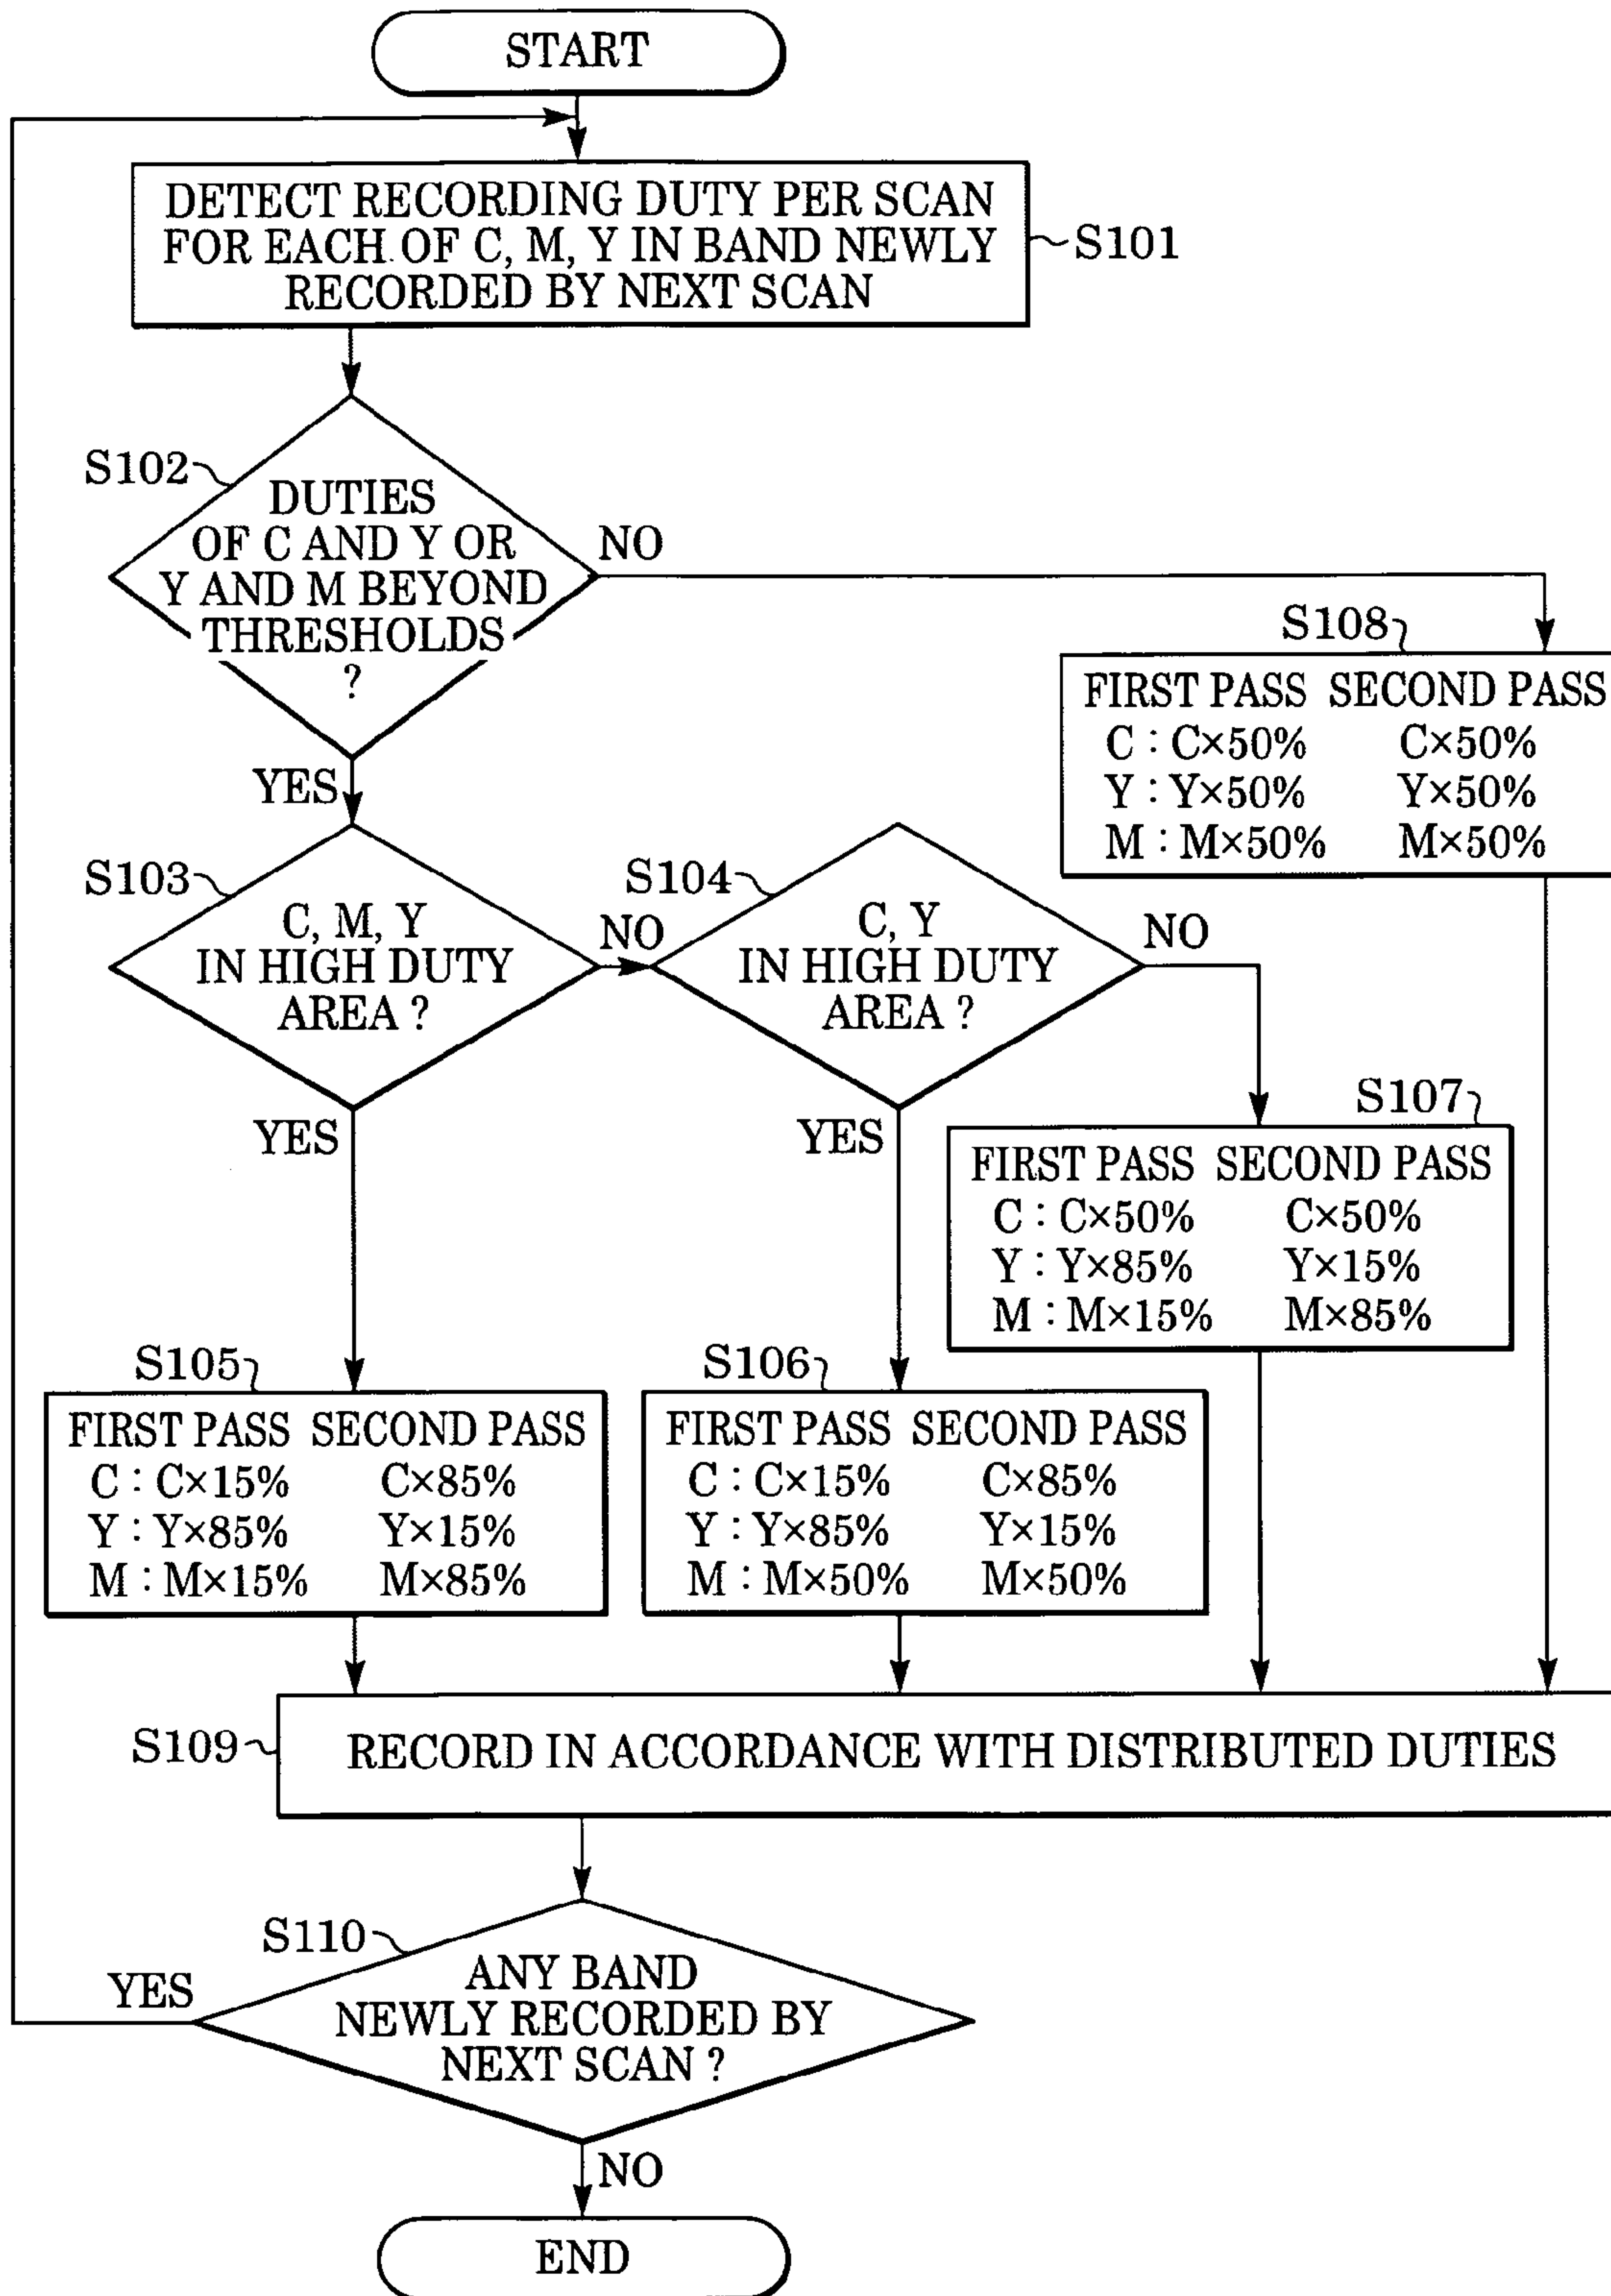 START
DETECT RECORDING DUTY PER SCAN
FOR EACH OF C, M, Y IN BAND NEWLY
RECORDED BY NEXT SCAN
S101
S102
DUTIES
OF C AND Y OR
Y AND M BEYOND
THRESHOLDS
?
NO
YES
S108
FIRST PASS SECOND PASS
C : C×50% C×50%
Y : Y×50% Y×50%
M : M×50% M×50%
S103
C, M, Y
IN HIGH DUTY
AREA ?
NO
YES
S104
C, Y
IN HIGH DUTY
AREA ?
NO
YES
S107
FIRST PASS SECOND PASS
C : C×50% C×50%
Y : Y×85% Y×15%
M : M×15% M×85%
S105
FIRST PASS SECOND PASS
C : C×15% C×85%
Y : Y×85% Y×15%
M : M×15% M×85%
S106
FIRST PASS SECOND PASS
C : C×15% C×85%
Y : Y×85% Y×15%
M : M×50% M×50%
S109
RECORD IN ACCORDANCE WITH DISTRIBUTED DUTIES
S110
ANY BAND
NEWLY RECORDED BY
NEXT SCAN ?
YES
NO
END